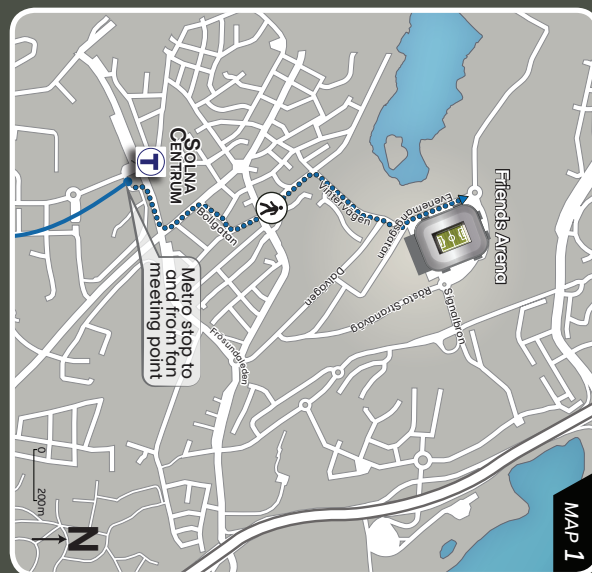 MAP 1
Friends Arena
Evenemangsgatan
Signalbron
Råsta Strandväg
Dalvägen
Vintervägen
Frösundaleden
Bollgatan
SOLNA
CENTRUM
T
Metro stop to
and from fan
meeting point
0 200m
N